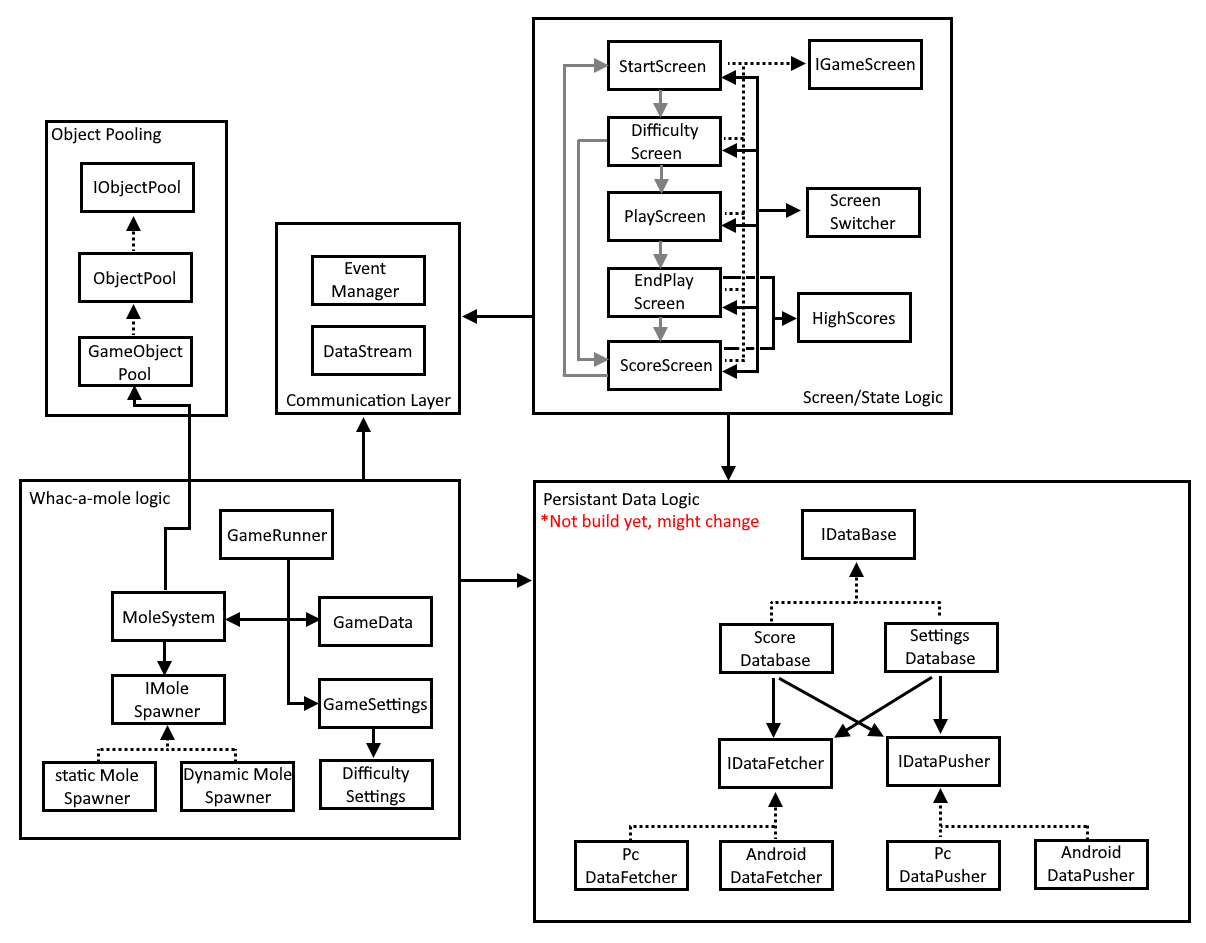 StartScreen
IGameScreen
Difficulty
Screen
PlayScreen
Screen
Switcher
EndPlay
Screen
HighScores
ScoreScreen
Screen/State Logic
Object Pooling
IObjectPool
ObjectPool
GameObject
Pool
Event
Manager
DataStream
Communication Layer
Whac-a-mole logic
GameRunner
MoleSystem
GameData
IMole
Spawner
GameSettings
static Mole
Spawner
Dynamic Mole
Spawner
Difficulty
Settings
Persistant Data Logic
*Not build yet, might change
IDataBase
Score
Database
Settings
Database
IDataFetcher
IDataPusher
Pc
DataFetcher
Android
DataFetcher
Pc
DataPusher
Android
DataPusher